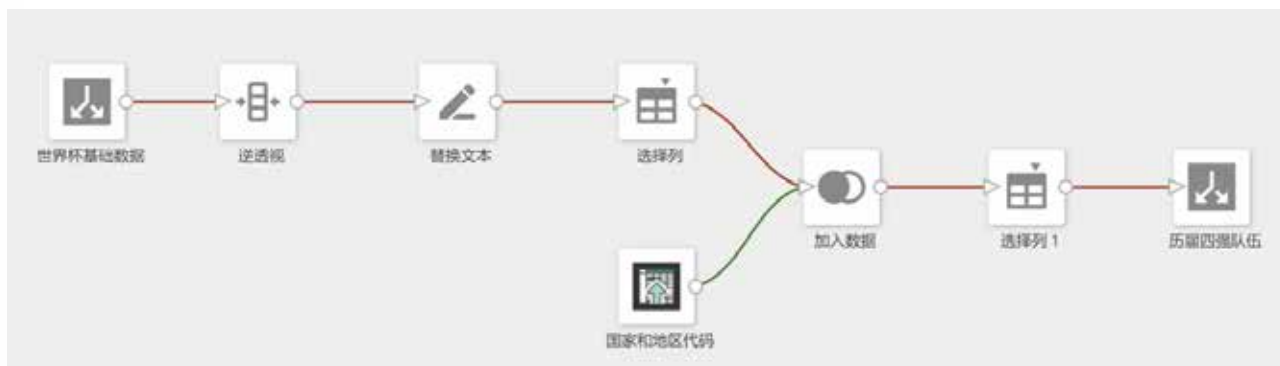 世界杯基础数据
逆透视
替换文本
选择列
加入数据
选择列 1
历届四强队伍
国家和地区代码